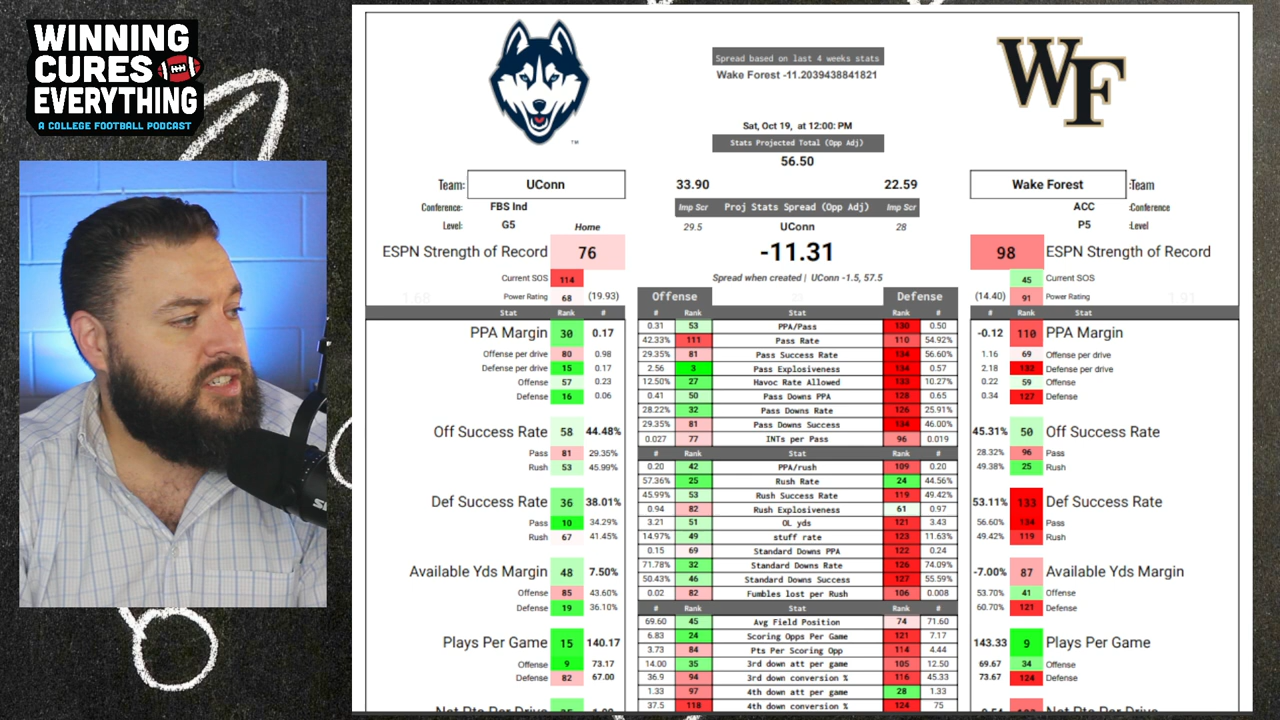 WINNING
CURES
EVERYTHING
A COLLEGE FOOTBALL PODCAST
Spread based on last 4 weeks stats
Wake Forest -11.2039438841821
WF
TM
Sat, Oct 19, at 12:00: PM
Stats Projected Total (Opp Adj)
56.50
Team: UConn 33.90 22.59 Wake Forest :Team
Conference: FBS Ind Imp Scr Proj Stats Spread (Opp Adj) Imp Scr ACC :Conference
Level: G5 Home 29.5 UConn 28 P5 :Level
ESPN Strength of Record 76 -11.31 98 ESPN Strength of Record
Current SOS 114 Spread when created | UConn -1.5, 57.5 45 Current SOS
1.68 Power Rating 68 (19.93) Offense Defense (14.40) 91 Power Rating 1.91
Stat Rank # # Rank Stat Rank # # Rank Stat
PPA Margin 30 0.17 0.31 53 PPA/Pass 130 0.50 -0.12 110 PPA Margin
42.33% 111 Pass Rate 110 54.92%
Offense per drive 80 0.98 29.35% 81 Pass Success Rate 134 56.60% 1.16 69 Offense per drive
Defense per drive 15 0.17 2.56 3 Pass Explosiveness 134 0.57 2.18 132 Defense per drive
Offense 57 0.23 12.50% 27 Havoc Rate Allowed 133 10.27% 0.22 59 Offense
Defense 16 0.06 0.41 50 Pass Downs PPA 128 0.65 0.34 127 Defense
28.22% 32 Pass Downs Rate 126 25.91%
Off Success Rate 58 44.48% 29.35% 81 Pass Downs Success 134 46.00% 45.31% 50 Off Success Rate
0.027 77 INTs per Pass 96 0.019
Pass 81 29.35% # Rank Stat Rank # 28.32% 96 Pass
Rush 53 45.99% 0.20 42 PPA/rush 109 0.20 49.38% 25 Rush
57.36% 25 Rush Rate 24 44.56%
Def Success Rate 36 38.01% 45.99% 53 Rush Success Rate 119 49.42% 53.11% 133 Def Success Rate
0.94 82 Rush Explosiveness 61 0.97
Pass 10 34.29% 3.21 51 OL yds 121 3.43 56.60% 134 Pass
Rush 67 41.45% 14.97% 49 stuff rate 123 11.63% 49.42% 119 Rush
0.15 69 Standard Downs PPA 122 0.24
Available Yds Margin 48 7.50% 71.78% 32 Standard Downs Rate 126 74.09% -7.00% 87 Available Yds Margin
50.43% 46 Standard Downs Success 127 55.59%
Offense 85 43.60% 0.02 82 Fumbles lost per Rush 106 0.008 53.70% 41 Offense
Defense 19 36.10% # Rank Stat Rank # 60.70% 121 Defense
69.60 45 Avg Field Position 74 71.60
Plays Per Game 15 140.17 6.83 24 Scoring Opps Per Game 121 7.17 143.33 9 Plays Per Game
3.73 84 Pts Per Scoring Opp 114 4.44
Offense 9 73.17 14.00 35 3rd down att per game 105 12.50 69.67 34 Offense
Defense 82 67.00 36.9 94 3rd down conversion % 116 45.33 73.67 124 Defense
1.33 97 4th down att per game 28 1.33
37.5 118 4th down conversion % 124 75